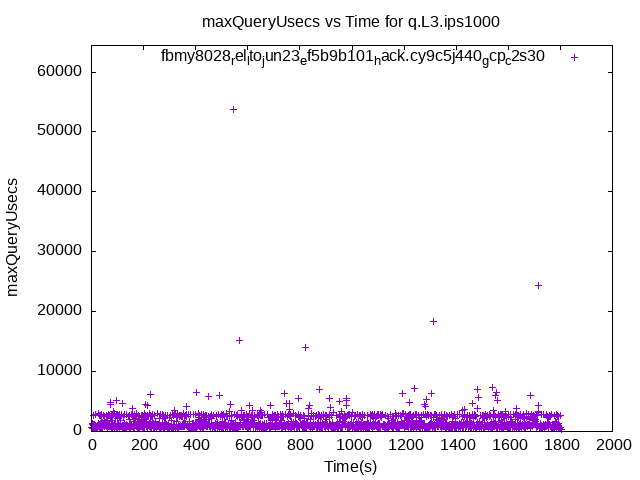 maxQueryUsecs vs Time for q.L3.ips1000
fbmy8028relltojun23ef5b9b101hack.cy9c5j440gcpc2s30
60000
50000
40000
30000
20000
10000
0
maxQueryUsecs
0 200 400 600 800 1000 1200 1400 1600 1800 2000
Time(s)